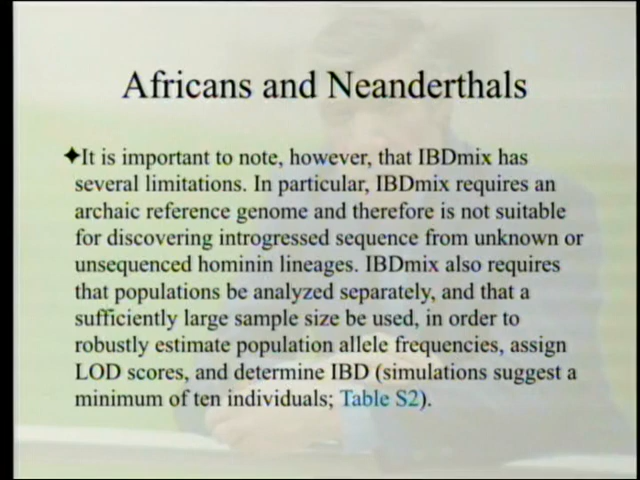 Africans and Neanderthals
✦It is important to note, however, that IBDmix has
several limitations. In particular, IBDmix requires an
archaic reference genome and therefore is not suitable
for discovering introgressed sequence from unknown or
unsequenced hominin lineages. IBDmix also requires
that populations be analyzed separately, and that a
sufficiently large sample size be used, in order to
robustly estimate population allele frequencies, assign
LOD scores, and determine IBD (simulations suggest a
minimum of ten individuals; Table S2).